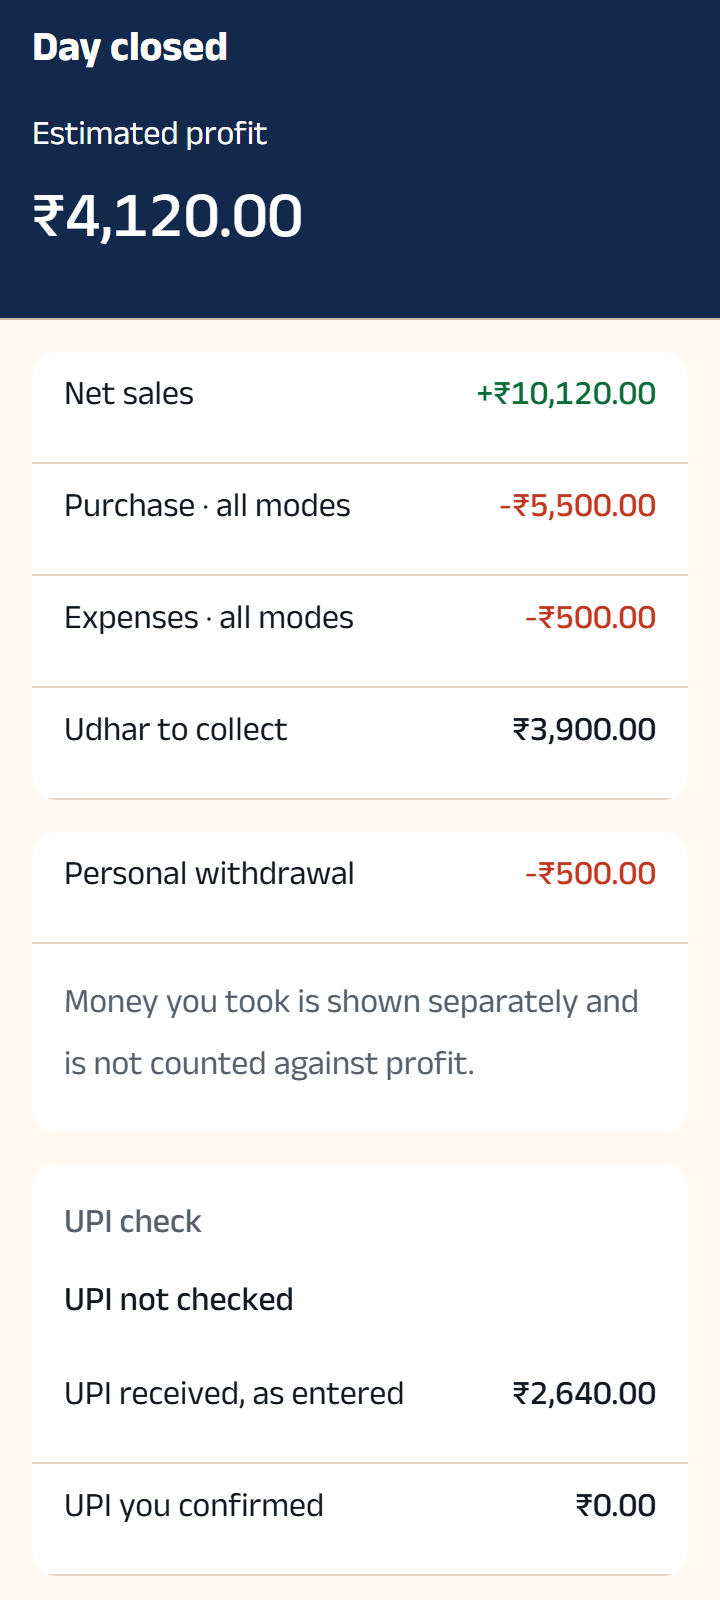 Day closed
Estimated profit
₹4,120.00
Net sales +₹10,120.00
Purchase · all modes -₹5,500.00
Expenses · all modes -₹500.00
Udhar to collect ₹3,900.00
Personal withdrawal -₹500.00
Money you took is shown separately and
is not counted against profit.
UPI check
UPI not checked
UPI received, as entered ₹2,640.00
UPI you confirmed ₹0.00